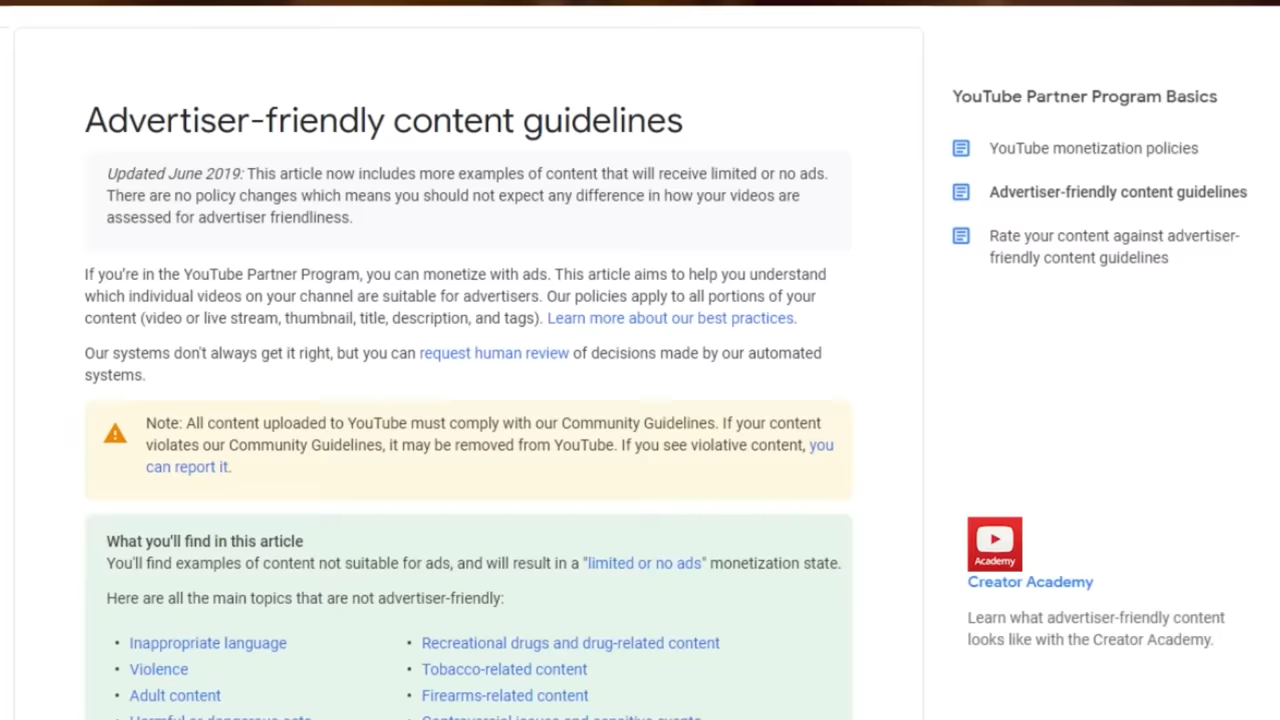 Advertiser-friendly content guidelines
Updated June 2019: This article now includes more examples of content that will receive limited or no ads.
There are no policy changes which means you should not expect any difference in how your videos are
assessed for advertiser friendliness.
If you're in the YouTube Partner Program, you can monetize with ads. This article aims to help you understand
which individual videos on your channel are suitable for advertisers. Our policies apply to all portions of your
content (video or live stream, thumbnail, title, description, and tags). Learn more about our best practices.
Our systems don't always get it right, but you can request human review of decisions made by our automated
systems.
Note: All content uploaded to YouTube must comply with our Community Guidelines. If your content
violates our Community Guidelines, it may be removed from YouTube. If you see violative content, you
can report it.
What you'll find in this article
You'll find examples of content not suitable for ads, and will result in a "limited or no ads" monetization state.
Here are all the main topics that are not advertiser-friendly:
• Inappropriate language
• Violence
• Adult content
• Harmful or dangerous acts
• Recreational drugs and drug-related content
• Tobacco-related content
• Firearms-related content
• Controversial issues and sensitive events
YouTube Partner Program Basics
YouTube monetization policies
Advertiser-friendly content guidelines
Rate your content against advertiser-
friendly content guidelines
Academy
Creator Academy
Learn what advertiser-friendly content
looks like with the Creator Academy.